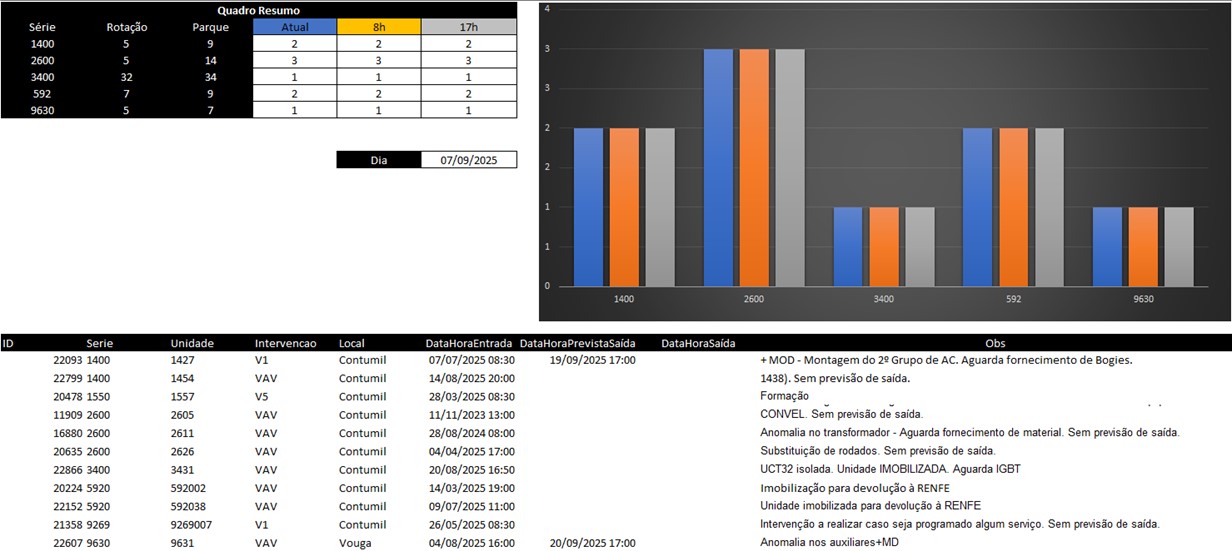 Quadro Resumo
Série Rotação Parque Atual 8h 17h
1400 5 9 2 2 2
2600 5 14 3 3 3
3400 32 34 1 1 1
592 7 9 2 2 2
9630 5 7 1 1 1
Dia 07/09/2025
4
3
3
2
2
1
1
0
1400 2600 3400 592 9630
ID Serie Unidade Intervencao Local DataHoraEntrada DataHoraPrevistaSaída DataHoraSaída Obs
22093 1400 1427 V1 Contumil 07/07/2025 08:30 19/09/2025 17:00 + MOD - Montagem do 2º Grupo de AC. Aguarda fornecimento de Bogies.
22799 1400 1454 VAV Contumil 14/08/2025 20:00 1438). Sem previsão de saída.
20478 1550 1557 V5 Contumil 28/03/2025 08:30 Formação
11909 2600 2605 VAV Contumil 11/11/2023 13:00 CONVEL. Sem previsão de saída.
16880 2600 2611 VAV Contumil 28/08/2024 08:00 Anomalia no transformador - Aguarda fornecimento de material. Sem previsão de saída.
20635 2600 2626 VAV Contumil 04/04/2025 17:00 Substituição de rodados. Sem previsão de saída.
22866 3400 3431 VAV Contumil 20/08/2025 16:50 UCT32 isolada. Unidade IMOBILIZADA. Aguarda IGBT
20224 5920 592002 VAV Contumil 14/03/2025 19:00 Imobilização para devolução à RENFE
22152 5920 592038 VAV Contumil 09/07/2025 11:00 Unidade imobilizada para devolução à RENFE
21358 9269 9269007 V1 Contumil 26/05/2025 08:30 Intervenção a realizar caso seja programado algum serviço. Sem previsão de saída.
22607 9630 9631 VAV Vouga 04/08/2025 16:00 20/09/2025 17:00 Anomalia nos auxiliares+MD